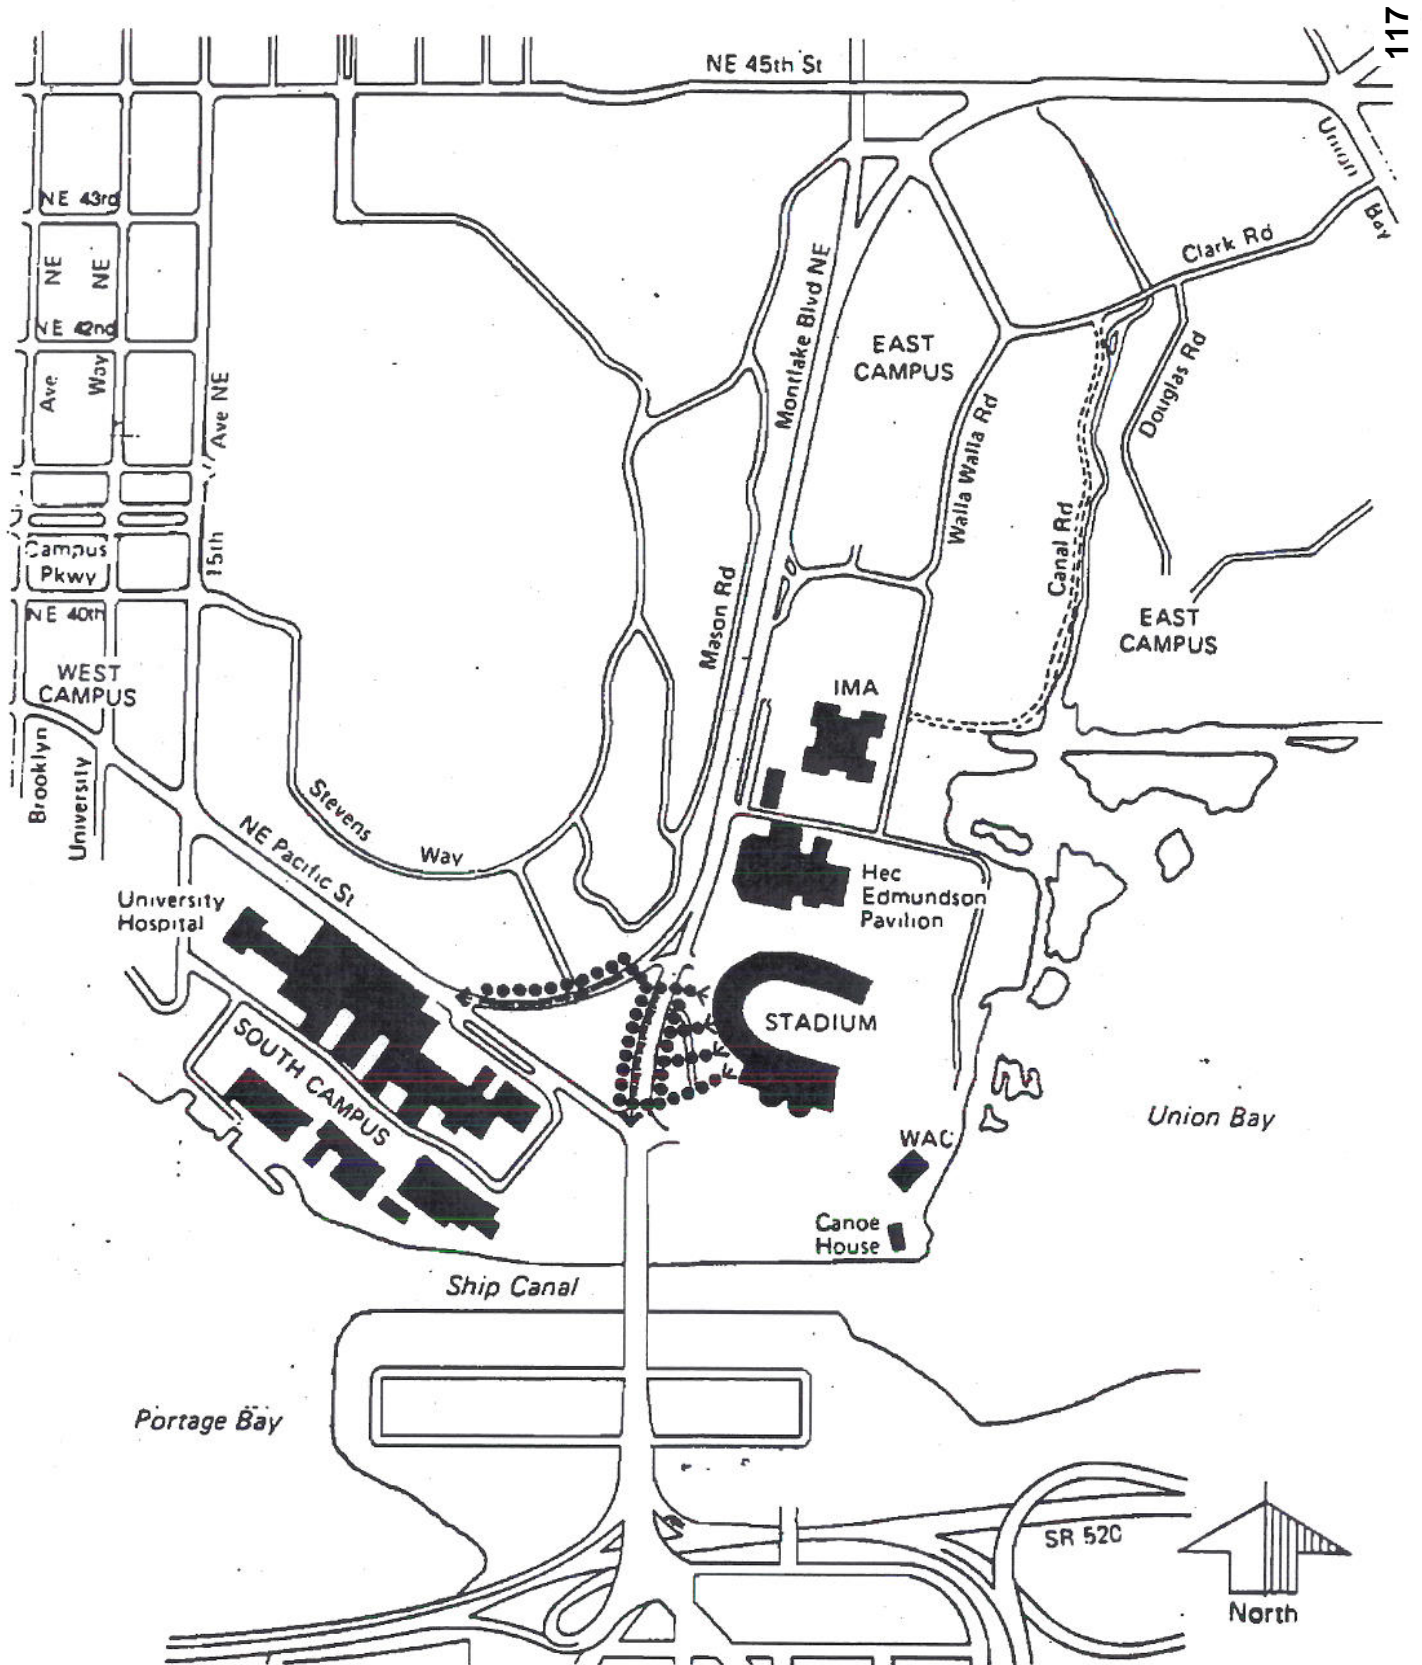 117
NE 45th St
Union
Bay
NE 43rd
NE
NE
NE 42nd
Ave
Way
Ave NE
15th
Campus
Pkwy
NE 40th
WEST
CAMPUS
Brooklyn
University
Clark Rd
Montlake Blvd NE
EAST
CAMPUS
Douglas Rd
Walla Walla Rd
Canal Rd
Mason Rd
EAST
CAMPUS
IMA
Stevens
Way
NE Pacific St
University
Hospital
Hec
Edmundson
Pavilion
STADIUM
SOUTH CAMPUS
Union Bay
WAC
Canoe
House
Ship Canal
Portage Bay
SR 520
North